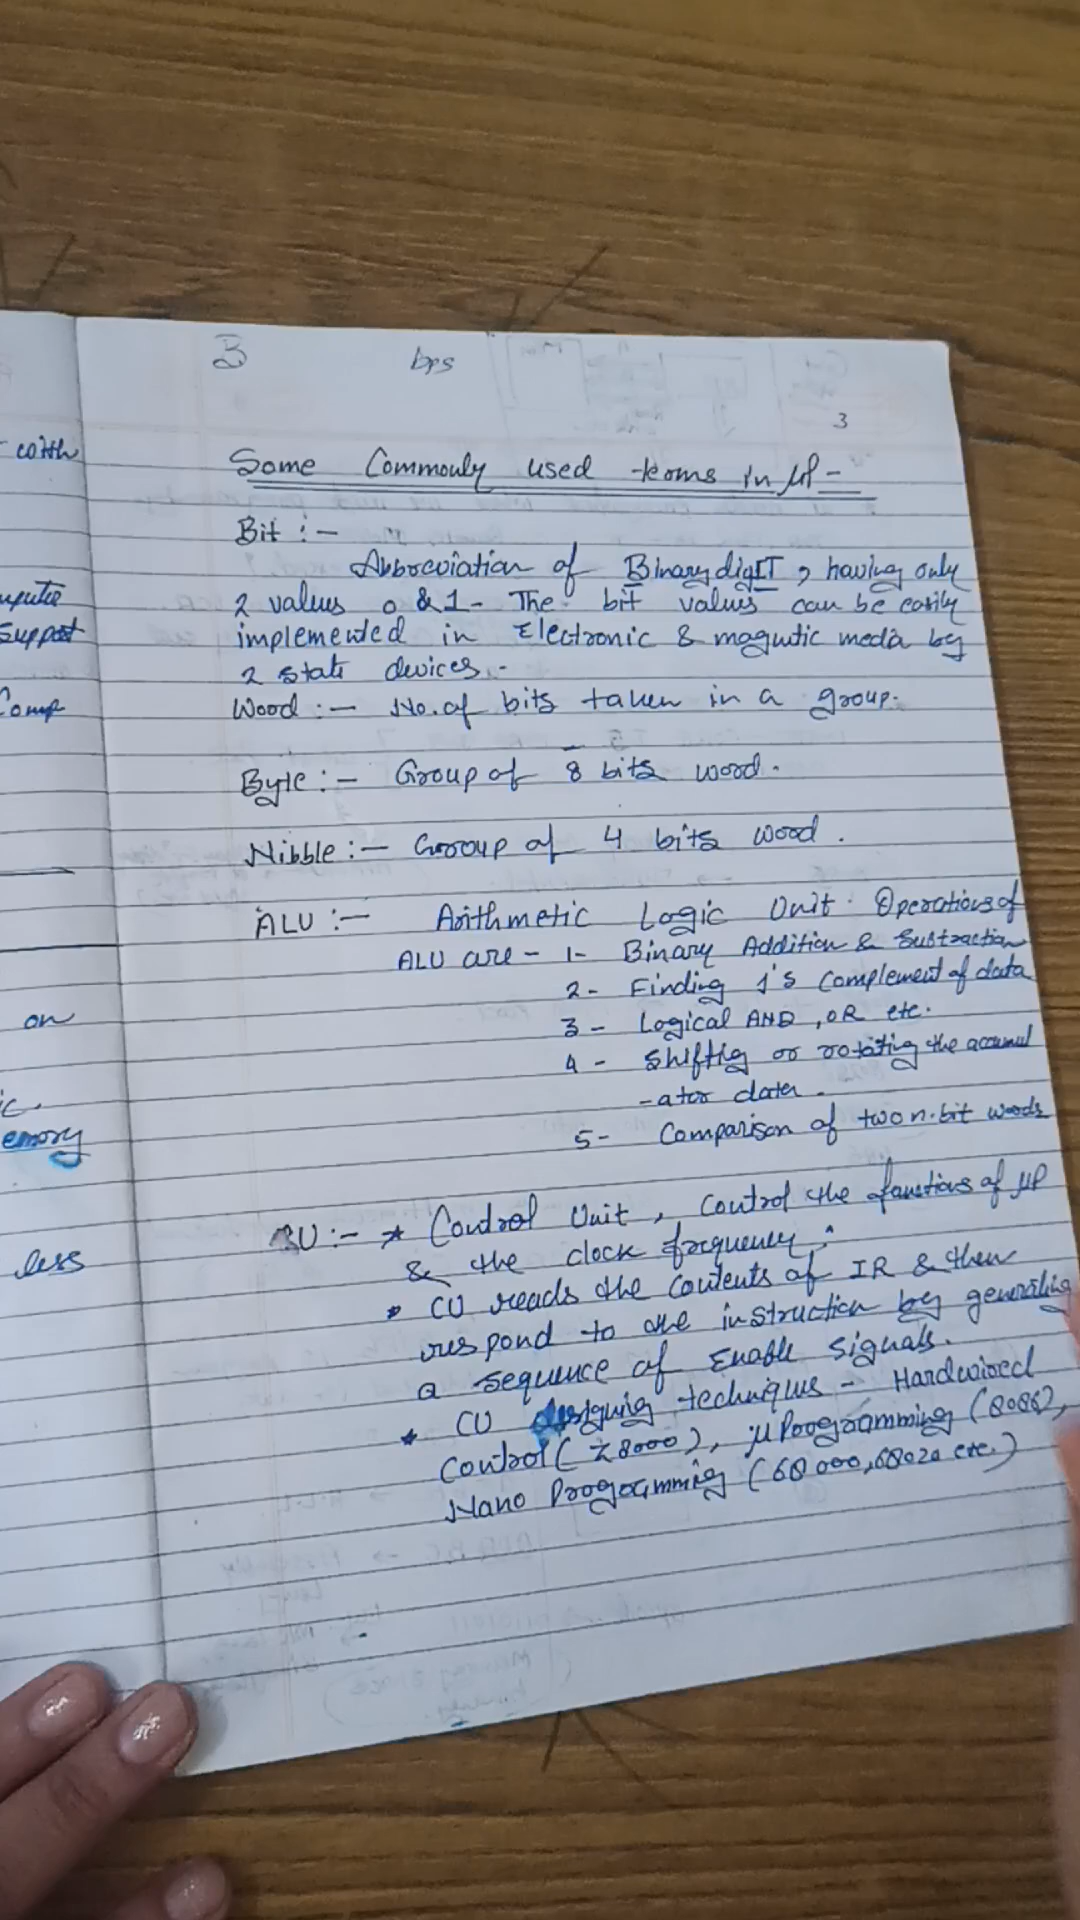 B bps
3
Some Commonly used terms in μP -
Bit :-
Abbreviation of BinarydigIT, having only
2 values 0 & 1 - The bit values can be easily
implemented in Electronic & magnetic media by
2 state devices.
Word :- No. of bits taken in a group.
Byte :- Group of 8 bits word.
Nibble :- Group of 4 bits word.
ALU :- Arithmetic Logic Unit. Operations of
ALU are - 1- Binary Addition & Subtraction
2- Finding 1's Complement of data
3 - Logical AND, OR etc.
4 - Shifting or rotating the accumul
-ator data.
5- Comparison of two n-bit words
CU :- * Control Unit, Control the functions of μP
& the clock frequency.
* CU reads the contents of IR & then
respond to the instruction by generating
a sequence of Enable Signals.
* CU designing techniques - Hardwired
Control (Z8000), μ Programming (8086),
Nano Programming (68000, 68020 etc.)
with
mputer
Support
Comp
on
ic.
emory
less